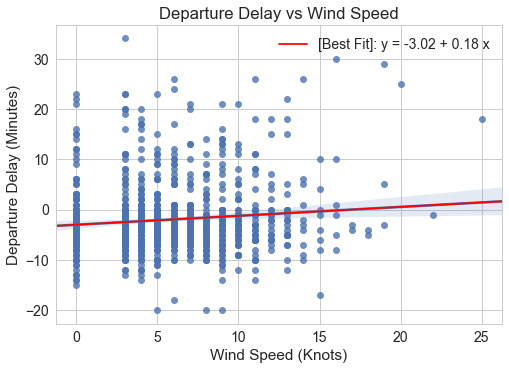 Departure Delay vs Wind Speed
[Best Fit]: y = -3.02 + 0.18 x
Departure Delay (Minutes)
30
20
10
0
−10
−20
0 5 10 15 20 25
Wind Speed (Knots)